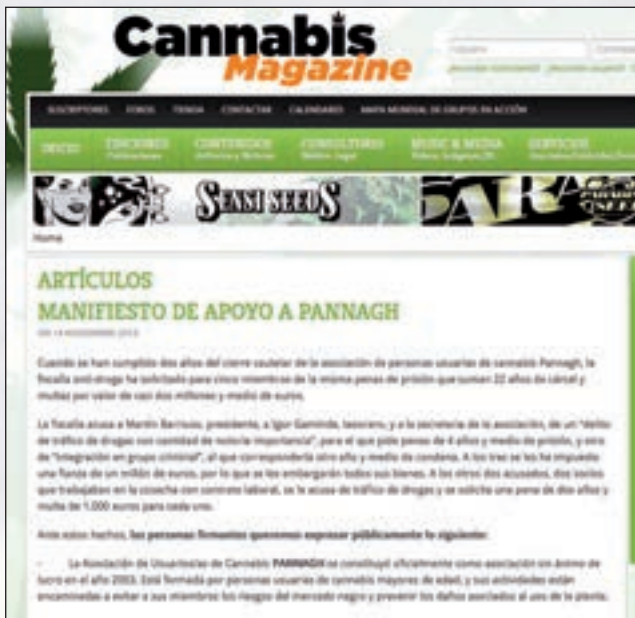 Cannabis
Magazine
SUSCRIPTORES FOROS TIENDA CONTACTAR CALENDARIO MAPA MUNDIAL DE GRUPOS EN ACCIÓN
INICIO EDICIONES CONTENIDOS CONSULTORIO MUSIC & MEDIA SERVICIOS
SENSI SEEDS
Home
ARTÍCULOS
MANIFIESTO DE APOYO A PANNAGH
Cuando se han cumplido dos años del cierre cautelar de la asociación de personas usuarias de cannabis Pannagh, la
fiscalía anti-droga ha solicitado para cinco miembros de la misma penas de prisión que suman 22 años de cárcel y
multas por valor de casi dos millones y medio de euros.
La fiscalía acusa a Martín Barriuso, presidente, a Igor Gaminde, tesorero, y a la secretaria de la asociación, de un "delito
de tráfico de drogas con cantidad de notoria importancia", para el que pide penas de 4 años y medio de prisión, y otro
de "integración en grupo criminal", al que correspondería otro año y medio de condena. A los tres se les ha impuesto
una fianza de un millón de euros, por lo que se les embargarán todos sus bienes. A los otros dos acusados, dos socios
que trabajaban en la cosecha con contrato laboral, se le acusa de tráfico de drogas y se solicita una pena de dos años y
multa de 1.000 euros para cada uno.
Ante estos hechos, las personas firmantes queremos expresar públicamente lo siguiente:
- La Asociación de Usuarios/as de Cannabis PANNAGH se constituyó oficialmente como asociación sin ánimo de
lucro en el año 2003. Está formada por personas usuarias de cannabis mayores de edad, y sus actividades están
encaminadas a evitar a sus miembros los riesgos del mercado negro y prevenir los daños asociados al uso de la planta.